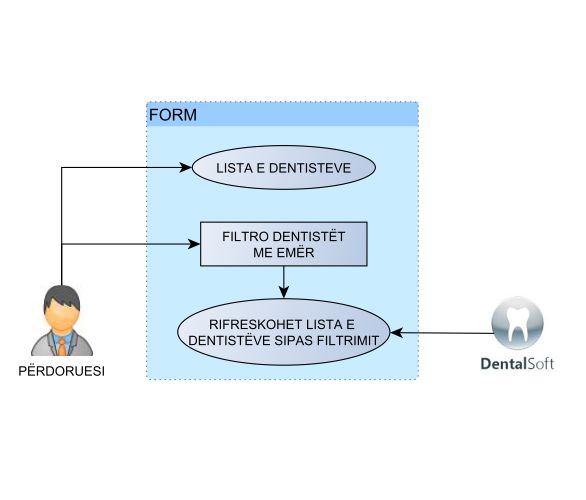 FORM
LISTA E DENTISTEVE
FILTRO DENTISTËT
ME EMËR
RIFRESKOHET LISTA E
DENTISTËVE SIPAS FILTRIMIT
PËRDORUESI
DentalSoft